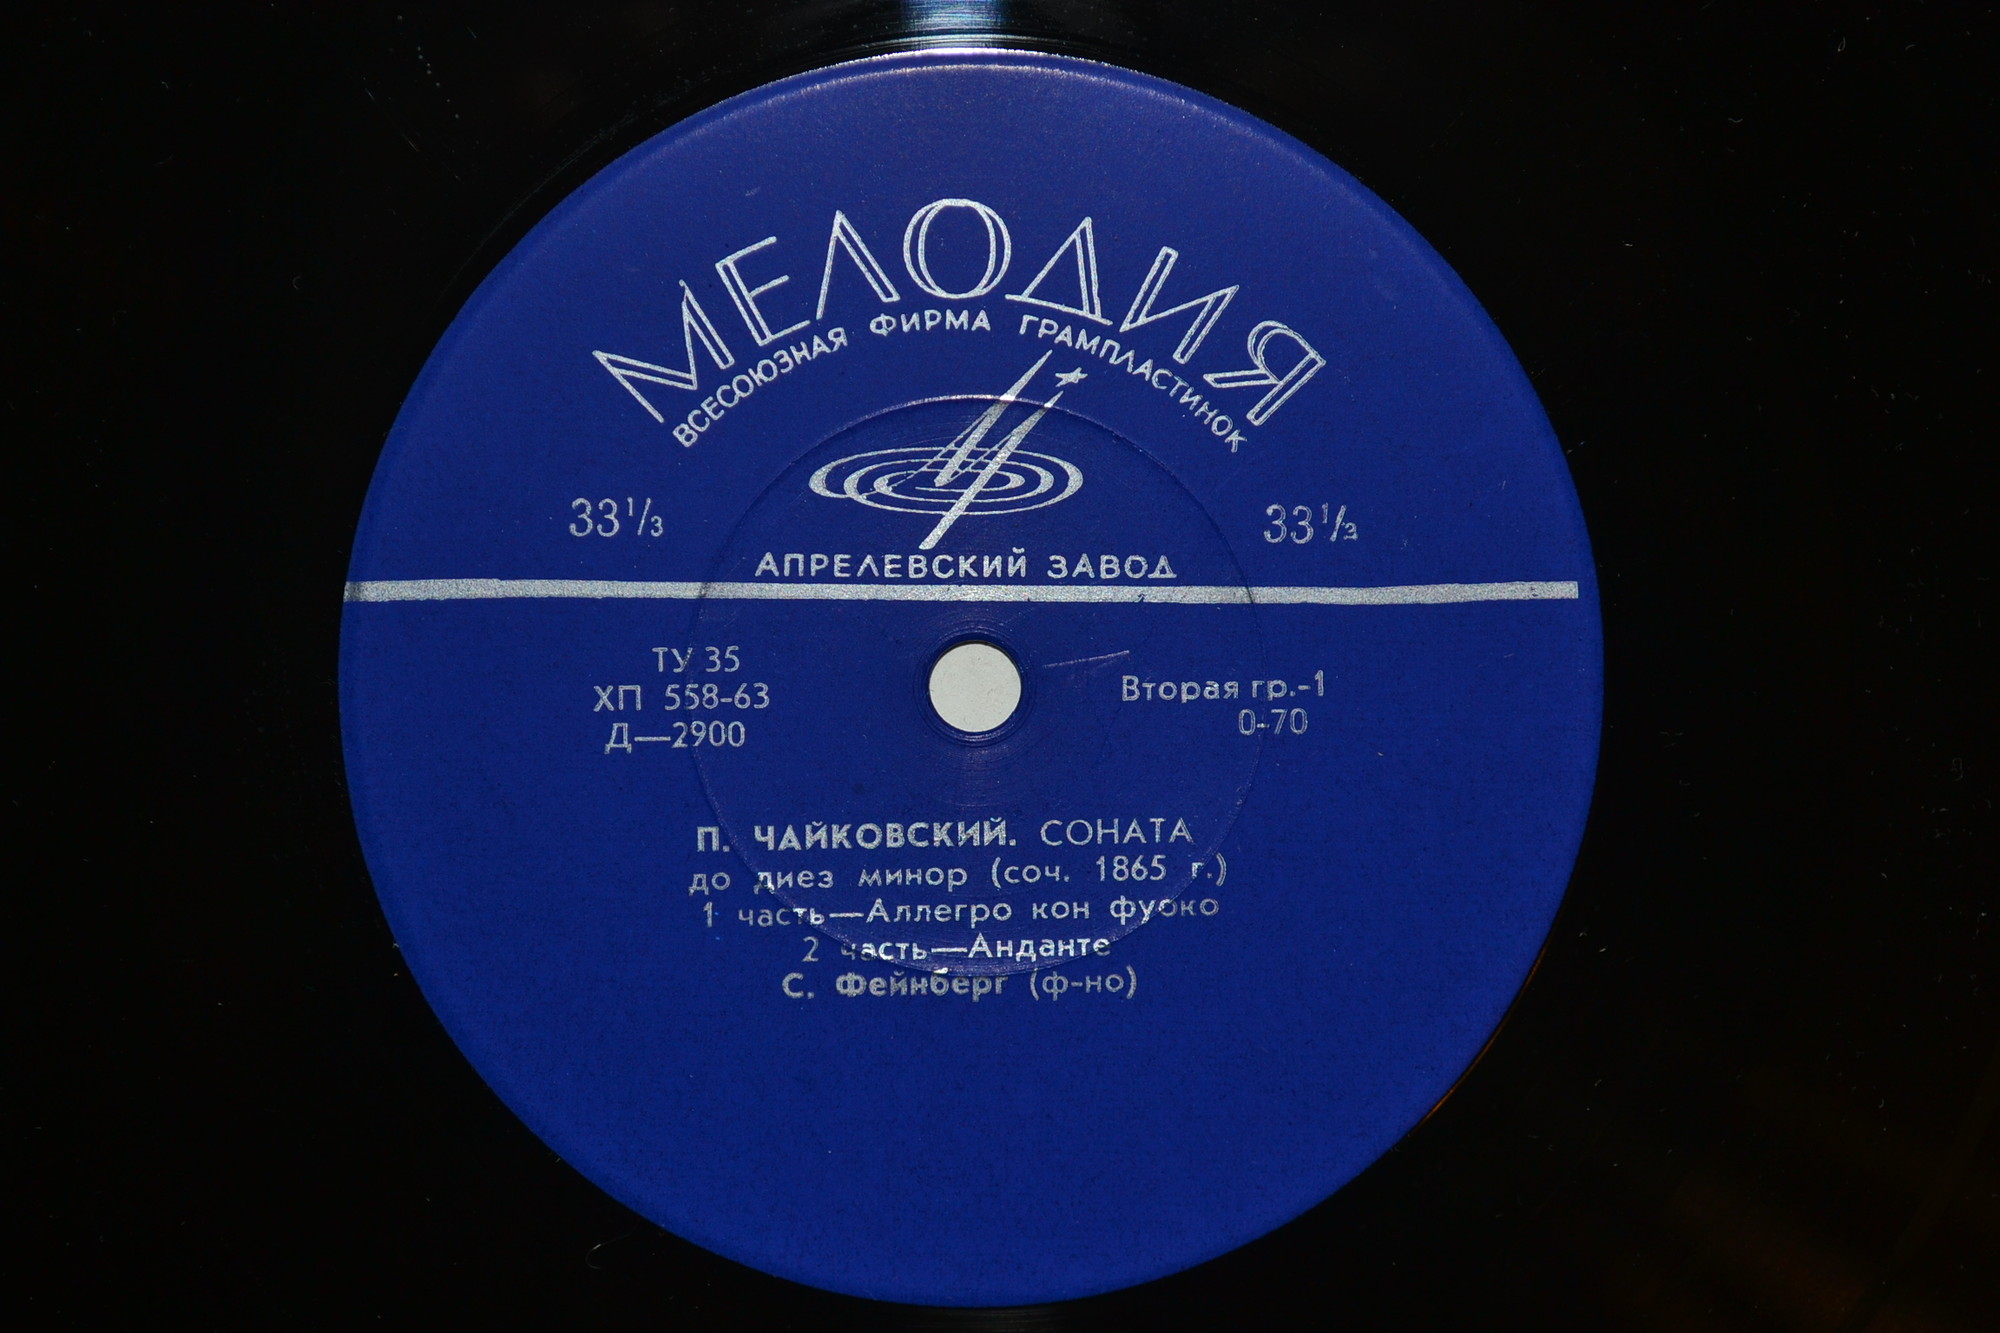 МЕЛОДИЯ
ВСЕСОЮЗНАЯ ФИРМА ГРАМПЛАСТИНОК
33⅓ 33⅓
АПРЕЛЕВСКИЙ ЗАВОД
ТУ 35
ХП 558-63
Д—2900
Вторая гр.-1
0-70
П. ЧАЙКОВСКИЙ. СОНАТА
до диез минор (соч. 1865 г.)
1 часть—Аллегро кон фуоко
2 часть—Анданте
С. Фейнберг (ф-но)